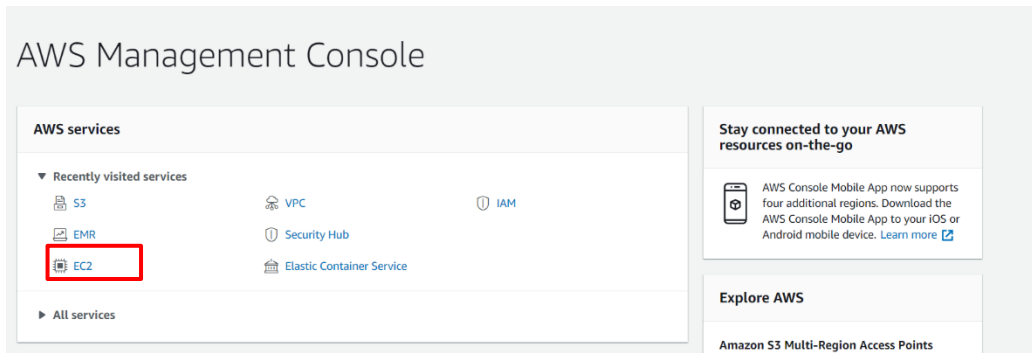 AWS Management Console
AWS services
Recently visited services
S3
VPC
IAM
EMR
Security Hub
EC2
Elastic Container Service
All services
Stay connected to your AWS
resources on-the-go
AWS Console Mobile App now supports
four additional regions. Download the
AWS Console Mobile App to your iOS or
Android mobile device. Learn more
Explore AWS
Amazon S3 Multi-Region Access Points